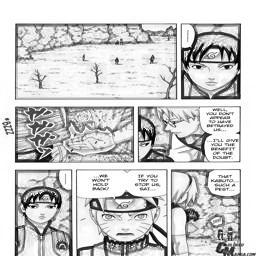 WELL,
YOU DON'T
APPEAR
TO HAVE
BETRAYED
US...
...I'LL GIVE
YOU THE
BENEFIT
OF THE
DOUBT.
...WE
WON'T
HOLD
BACK!
IF YOU
TRY TO
STOP US,
SAI...
THAT
KABUTO...
SUCH
A PEST...